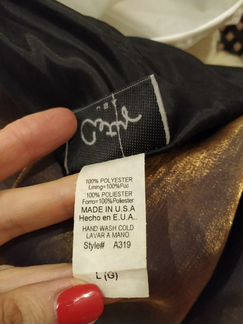 100% POLYESTER
Lining=100%Pol
100% POLIESTER
Forro=100%Poliester
MADE IN U.S.A
Hecho en E.U.A..
HAND WASH COLD
LAVAR A MANO
Style# A319
L (G)